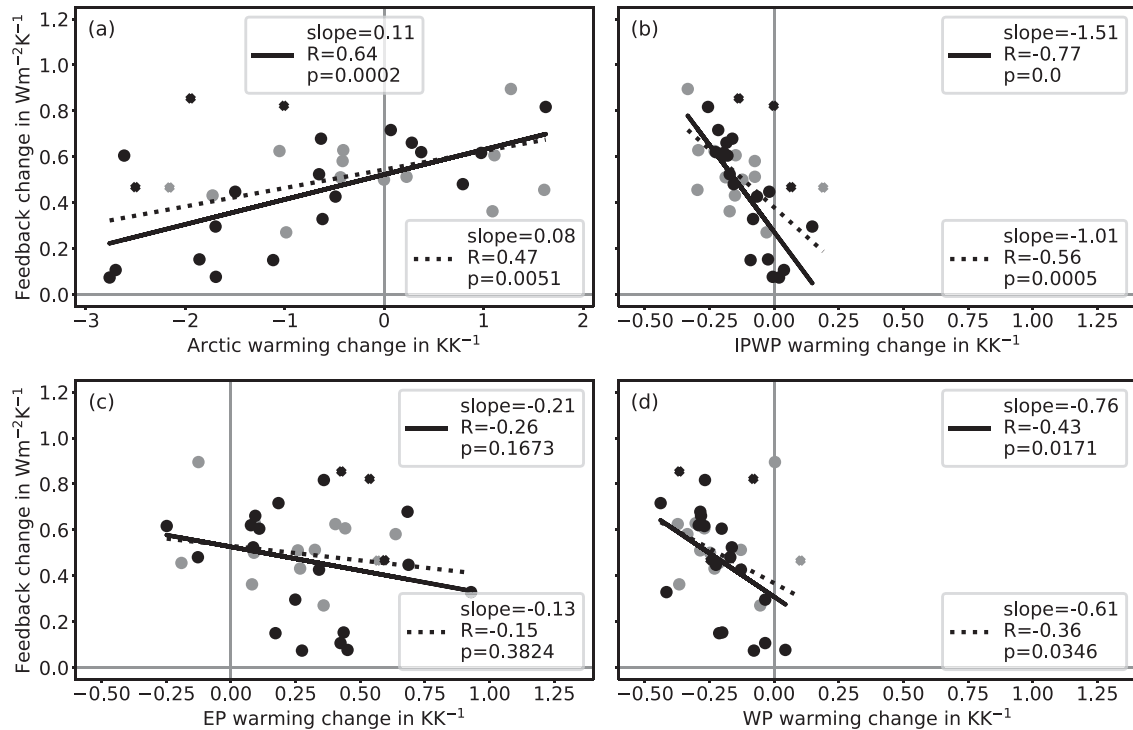 (a)
slope=0.11
R=0.64
p=0.0002
slope=0.08
R=0.47
p=0.0051
Feedback change in Wm⁻²K⁻¹
1.2
1.0
0.8
0.6
0.4
0.2
0.0
−3 −2 −1 0 1 2
Arctic warming change in KK⁻¹
(b)
slope=-1.51
R=-0.77
p=0.0
slope=-1.01
R=-0.56
p=0.0005
−0.50 −0.25 0.00 0.25 0.50 0.75 1.00 1.25
IPWP warming change in KK⁻¹
(c)
slope=-0.21
R=-0.26
p=0.1673
slope=-0.13
R=-0.15
p=0.3824
Feedback change in Wm⁻²K⁻¹
1.2
1.0
0.8
0.6
0.4
0.2
0.0
−0.50 −0.25 0.00 0.25 0.50 0.75 1.00 1.25
EP warming change in KK⁻¹
(d)
slope=-0.76
R=-0.43
p=0.0171
slope=-0.61
R=-0.36
p=0.0346
−0.50 −0.25 0.00 0.25 0.50 0.75 1.00 1.25
WP warming change in KK⁻¹